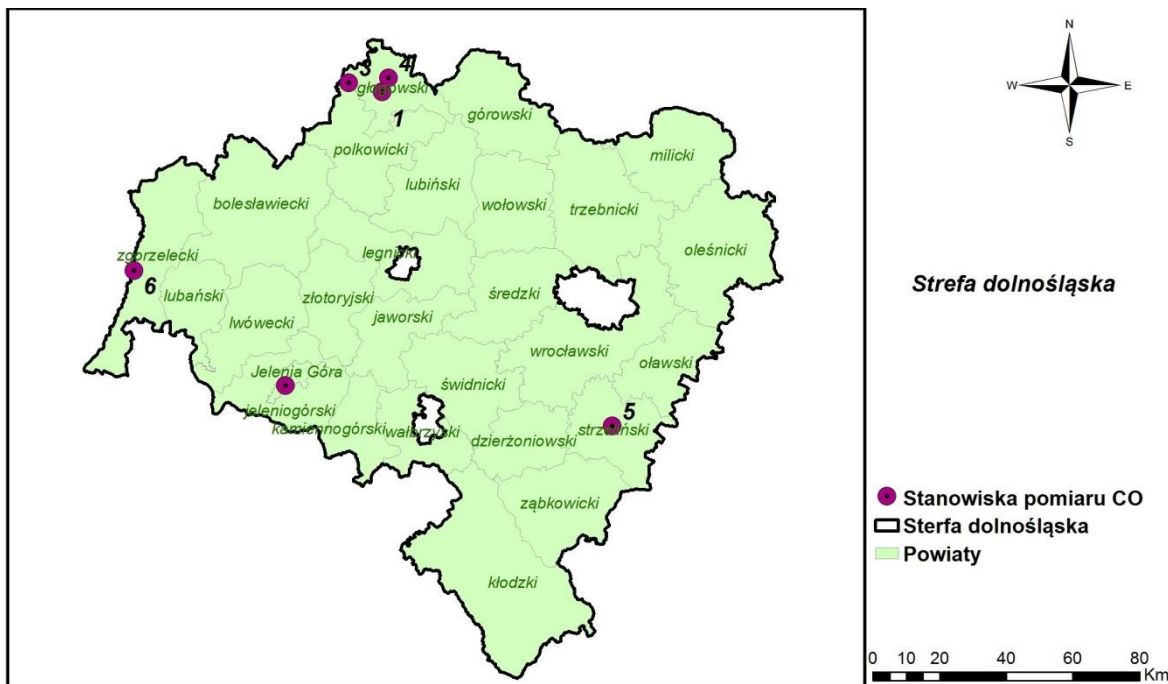 N
W E
S
3
4
głogowski
1
górowski
polkowicki
milicki
lubiński
bolesławiecki
wołowski
trzebnicki
oleśnicki
legnicki
zgorzelecki
6
lubański
złotoryjski
średzki
Strefa dolnośląska
lwówecki
jaworski
wrocławski
oławski
Jelenia Góra
świdnicki
jeleniogórski
5
kamiennogórski
wałbrzyski
dzierżoniowski
strzeliński
ząbkowicki
Stanowiska pomiaru CO
Sterfa dolnośląska
Powiaty
kłodzki
0 10 20 40 60 80
Km